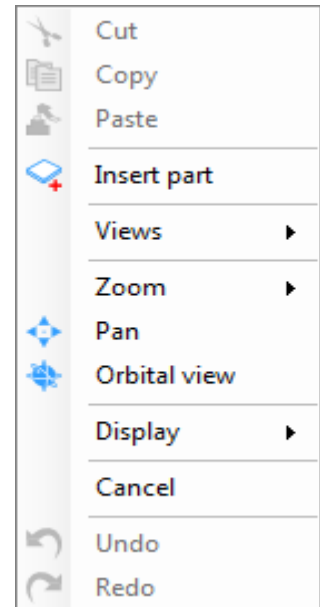 Cut
Copy
Paste
Insert part
Views
Zoom
Pan
Orbital view
Display
Cancel
Undo
Redo